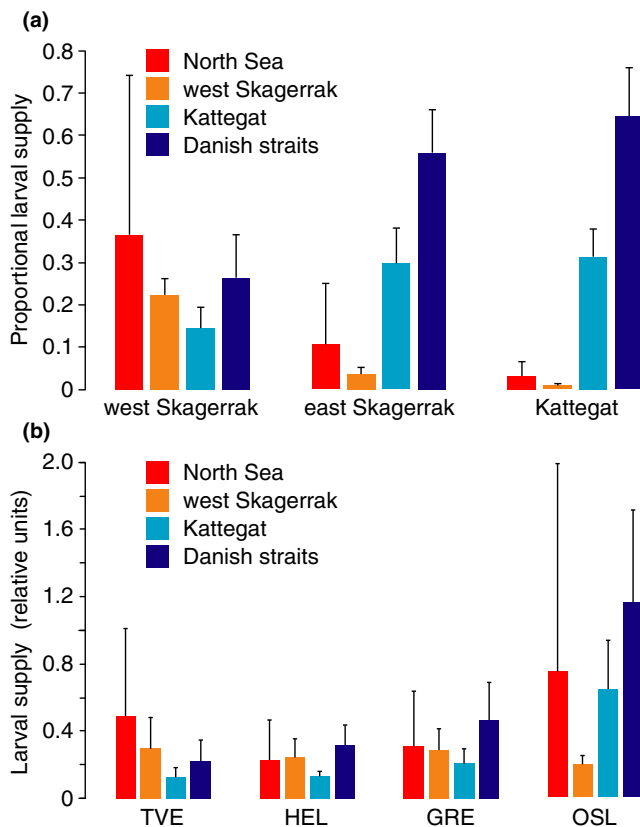 (a)
0.8
0.7
0.6
0.5
0.4
0.3
0.2
0.1
0
Proportional larval supply
North Sea
west Skagerrak
Kattegat
Danish straits
west Skagerrak east Skagerrak Kattegat
(b)
2.0
1.6
1.2
0.8
0.4
0
Larval supply (relative units)
North Sea
west Skagerrak
Kattegat
Danish straits
TVE HEL GRE OSL